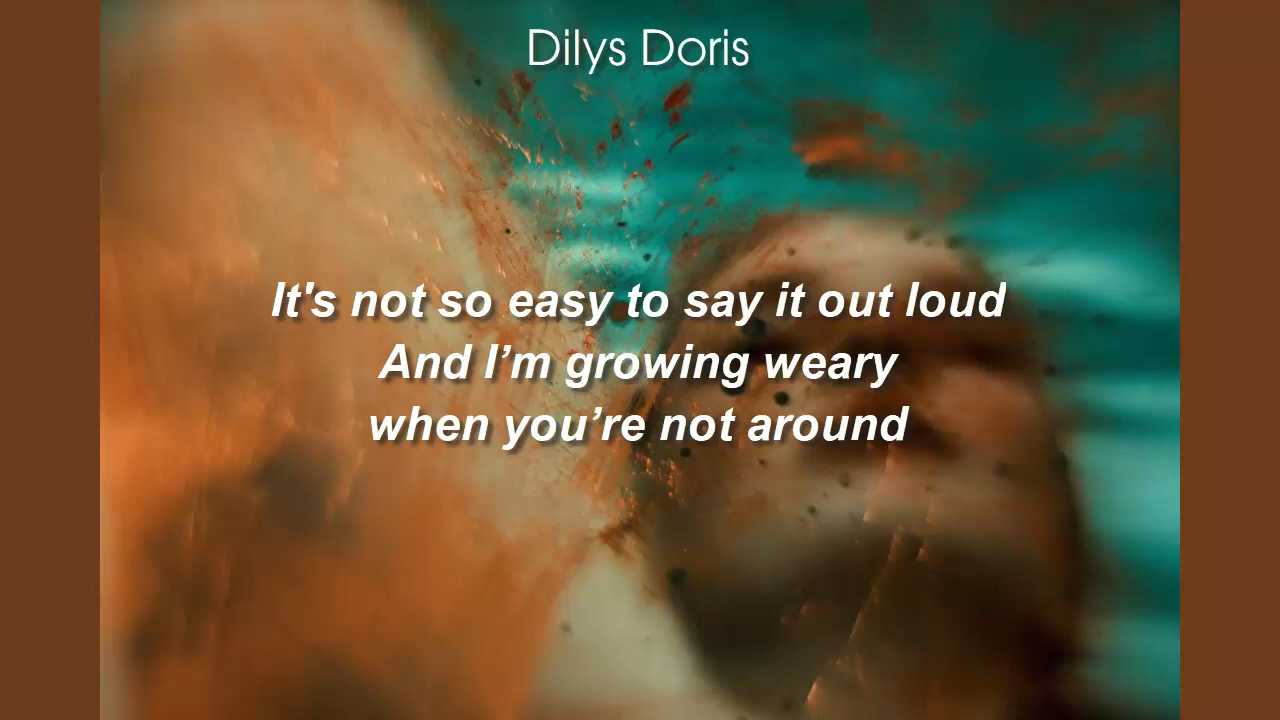 Dilys Doris
It's not so easy to say it out loud
And I’m growing weary
when you’re not around